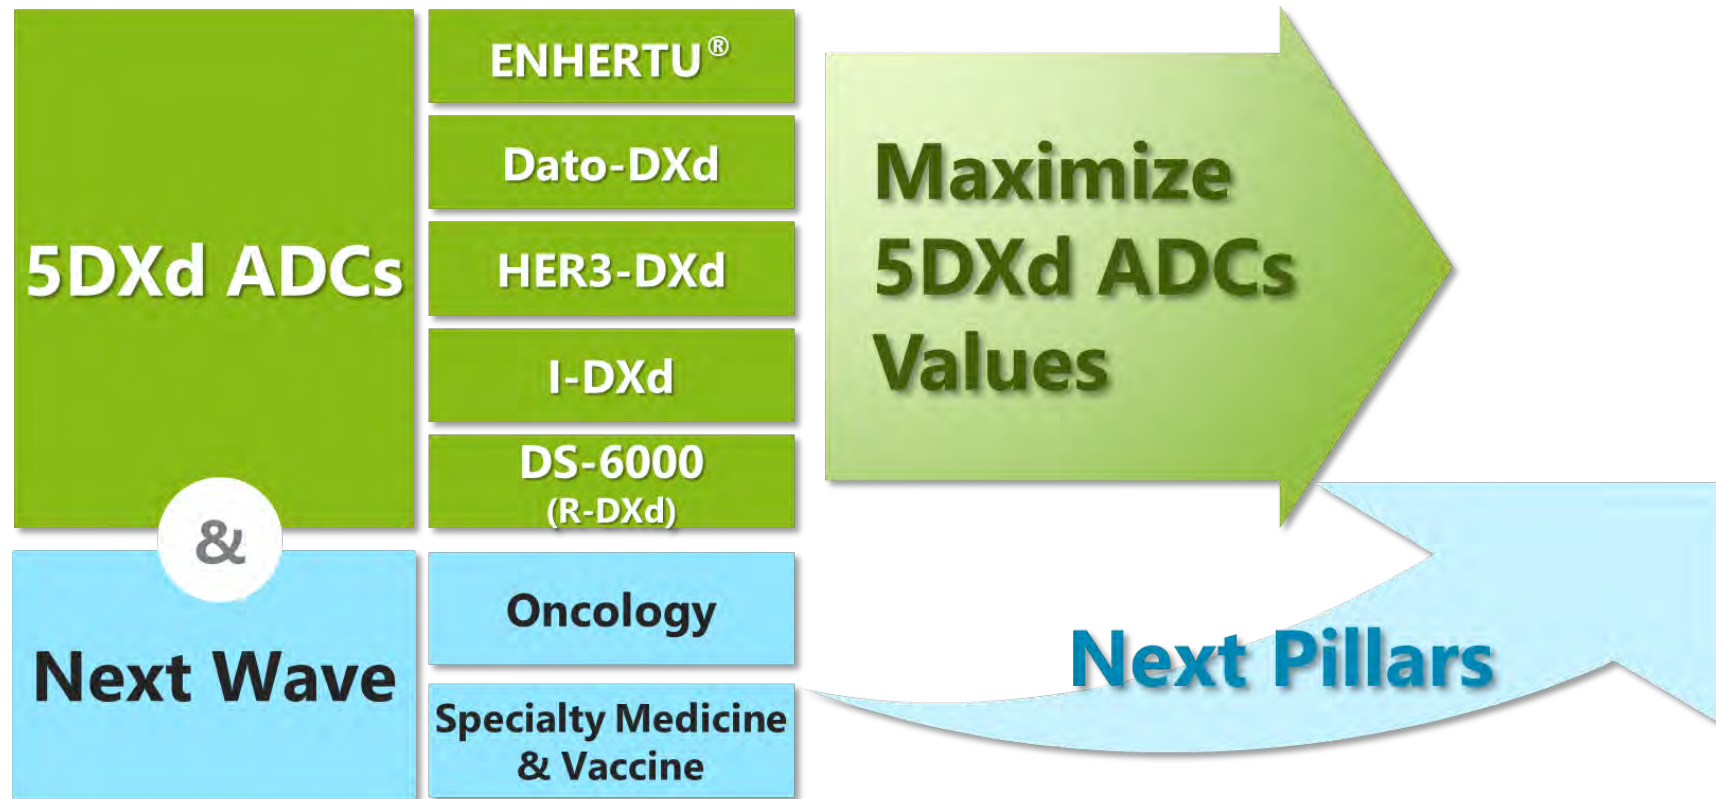 5DXd ADCs
ENHERTU®
Dato-DXd
HER3-DXd
I-DXd
DS-6000
(R-DXd)
Maximize
5DXd ADCs
Values
&
Next Wave
Oncology
Specialty Medicine
& Vaccine
Next Pillars